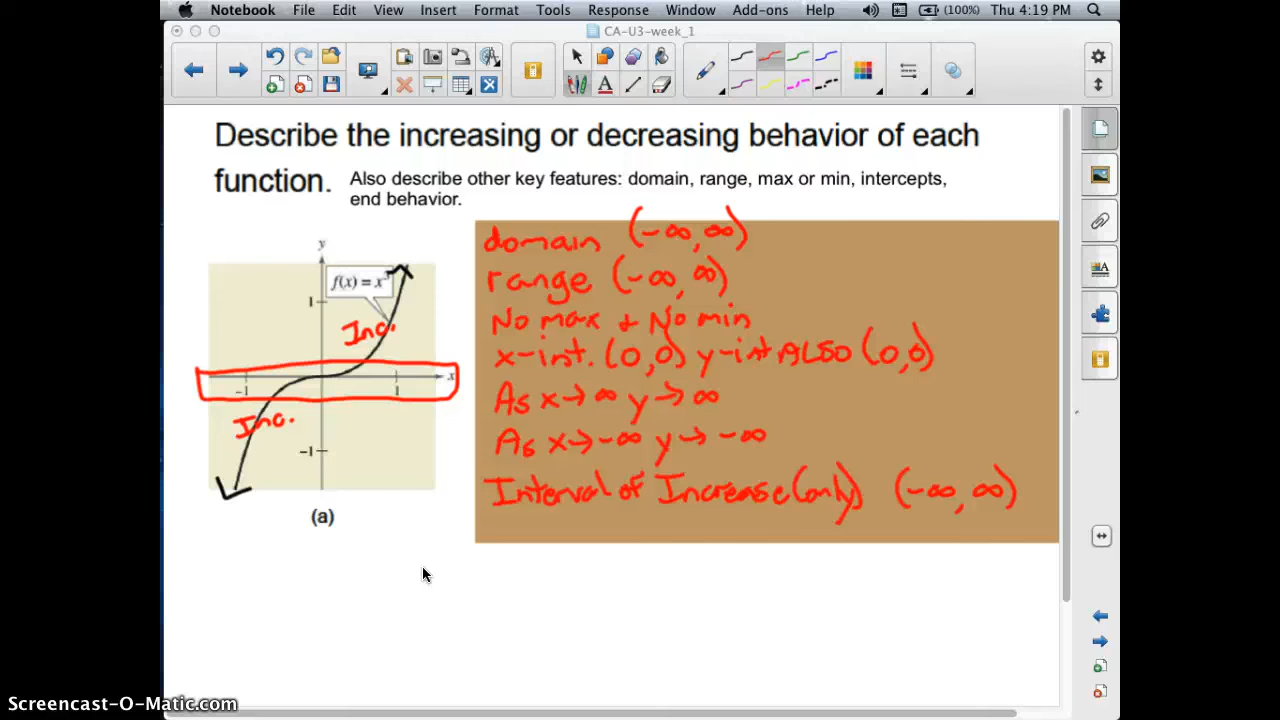 Notebook File Edit View Insert Format Tools Response Window Add-ons Help (100%) Thu 4:19 PM
CA-U3-week_1
Describe the increasing or decreasing behavior of each
function. Also describe other key features: domain, range, max or min, intercepts,
end behavior.
domain (-∞, ∞)
range (-∞, ∞)
No max + No min
x-int. (0,0) y-int ALSO (0,0)
As x→ ∞ y→ ∞
As x→ -∞ y→ -∞
Interval of Increase (only) (-∞, ∞)
y
f(x) = x³
1
Inc.
x
-1 1
Inc.
-1
(a)
Screencast-O-Matic.com